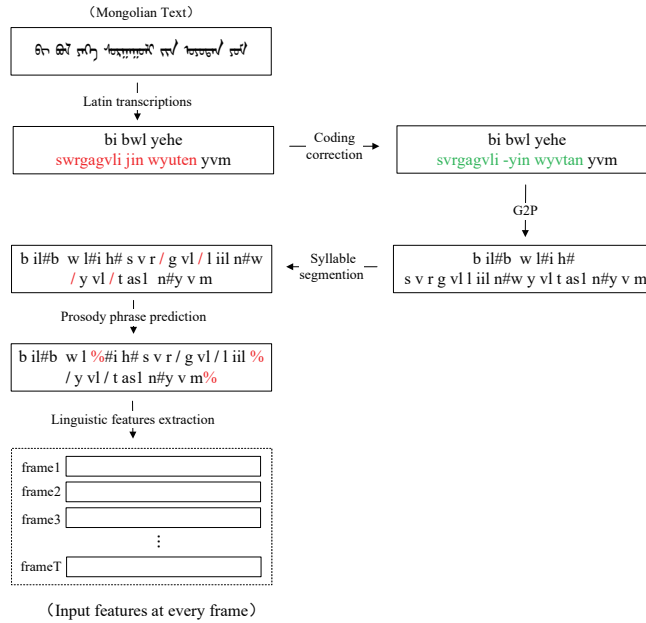 （Mongolian Text）
Latin transcriptions
bi bwl yehe
swrgagvli jin wyuten yvm
Coding
correction
bi bwl yehe
svrgagvli -yin wyvtan yvm
G2P
b il#b w l#i h#
s v r g vl l iil n#w y vl t as1 n#y v m
Syllable
segmention
b il#b w l#i h# s v r / g vl / l iil n#w
/ y vl / t as1 n#y v m
Prosody phrase prediction
b il#b w l %#i h# s v r / g vl / l iil %
/ y vl / t as1 n#y v m%
Linguistic features extraction
frame1
frame2
frame3
⋮
frameT
（Input features at every frame）